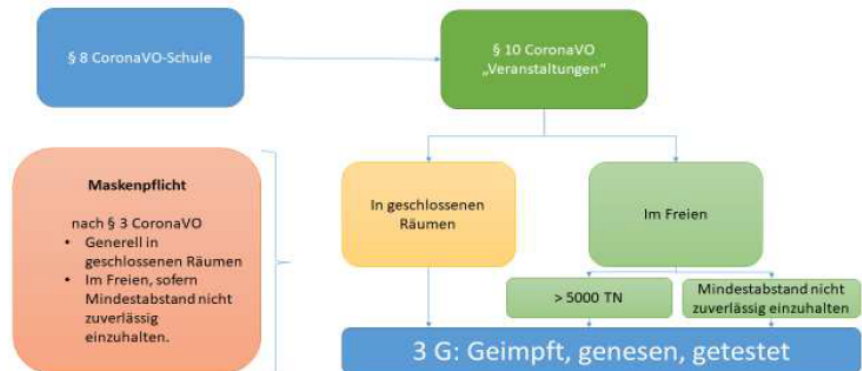 § 8 CoronaVO-Schule
§ 10 CoronaVO
„Veranstaltungen“
Maskenpflicht
nach § 3 CoronaVO
• Generell in
geschlossenen Räumen
• Im Freien, sofern
Mindestabstand nicht
zuverlässig
einzuhalten.
In geschlossenen
Räumen
Im Freien
> 5000 TN
Mindestabstand nicht
zuverlässig einzuhalten
3 G: Geimpft, genesen, getestet